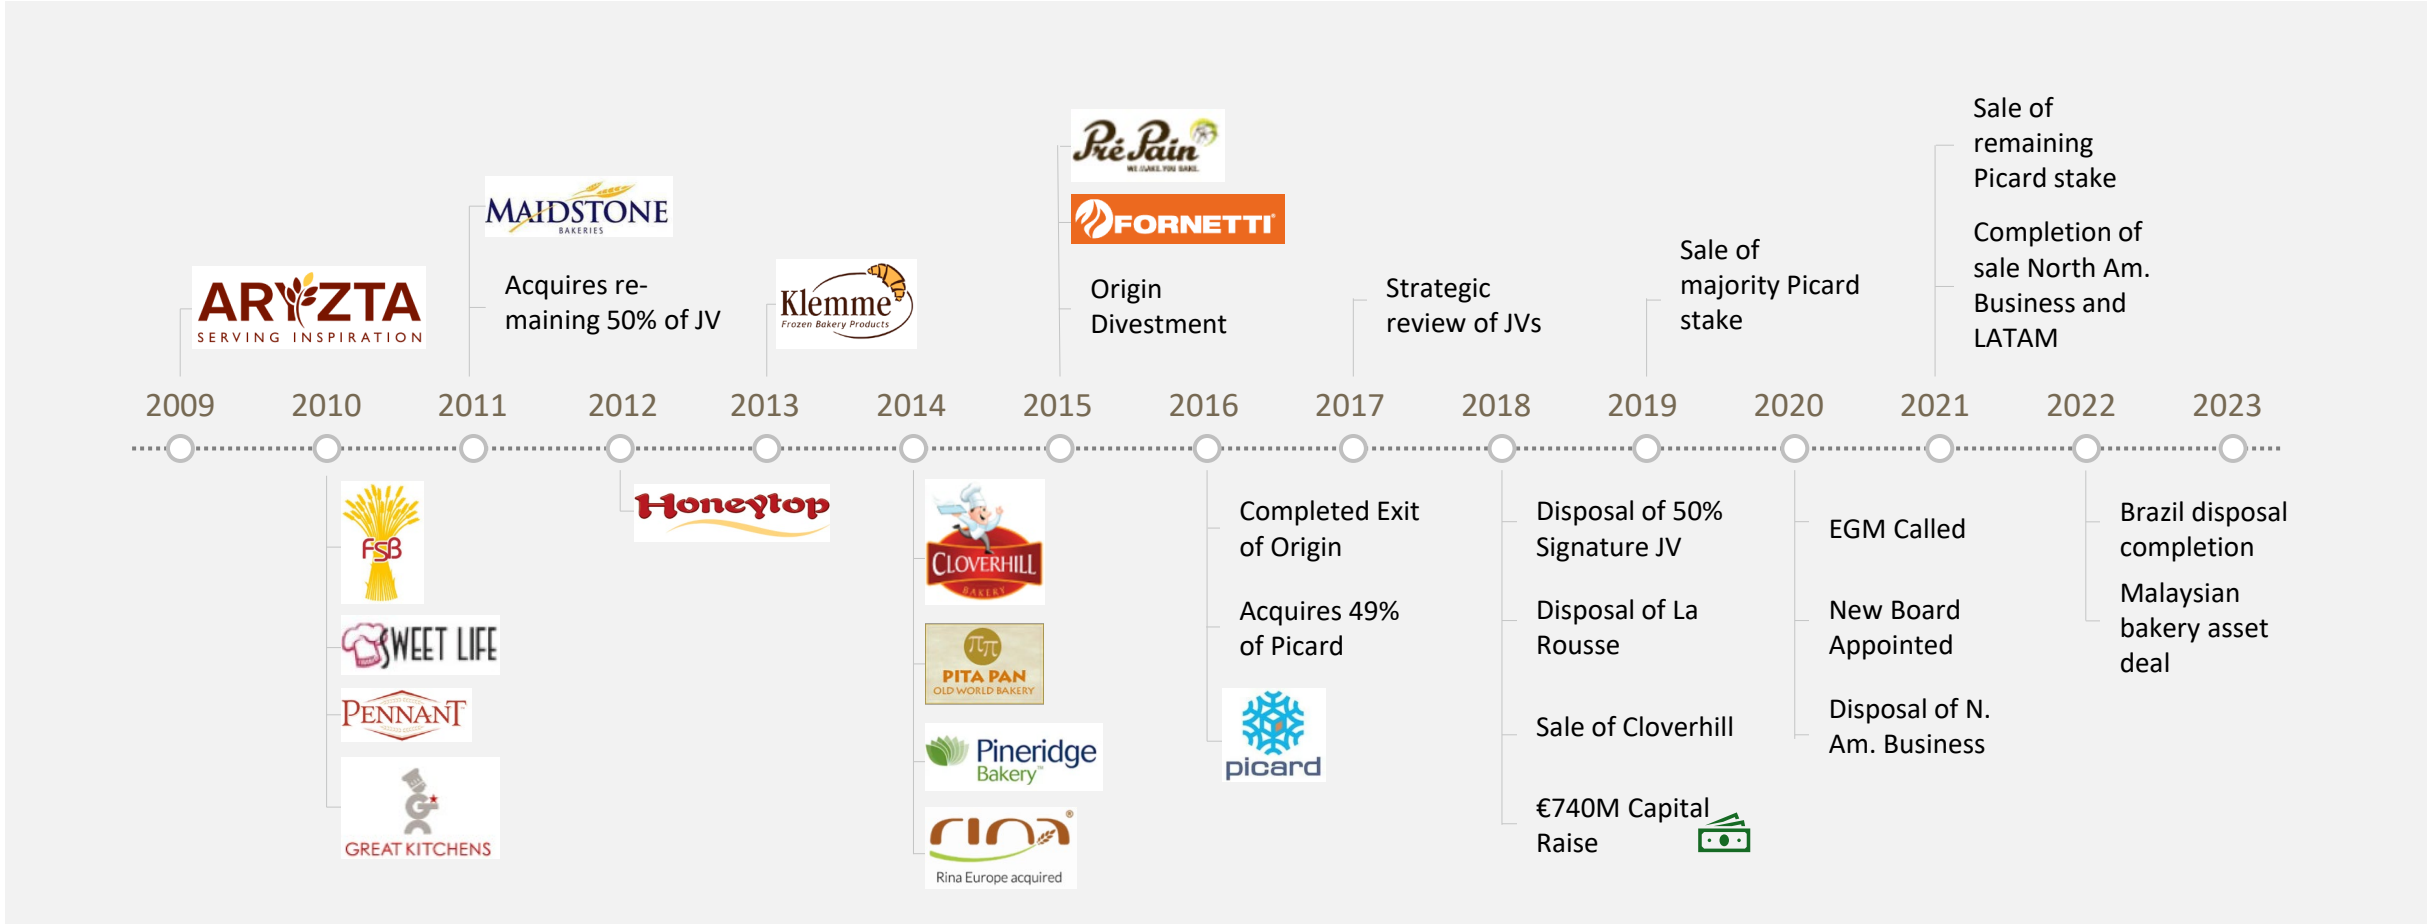 ARYZTA
SERVING INSPIRATION
MAIDSTONE
BAKERIES
Acquires re-
maining 50% of JV
Klemme
Frozen Bakery Products
Pré Pain
WE MAKE YOU BAKE.
FORNETTI
Origin
Divestment
Strategic
review of JVs
Sale of
majority Picard
stake
Sale of
remaining
Picard stake
Completion of
sale North Am.
Business and
LATAM
2009 2010 2011 2012 2013 2014 2015 2016 2017 2018 2019 2020 2021 2022 2023
FSB
SWEET LIFE
PENNANT
GREAT KITCHENS
Honeytop
CLOVERHILL
BAKERY
PITA PAN
OLD WORLD BAKERY
Pineridge
Bakery™
rina®
Rina Europe acquired
Completed Exit
of Origin
Acquires 49%
of Picard
picard
Disposal of 50%
Signature JV
Disposal of La
Rousse
Sale of Cloverhill
€740M Capital
Raise
EGM Called
New Board
Appointed
Disposal of N.
Am. Business
Brazil disposal
completion
Malaysian
bakery asset
deal